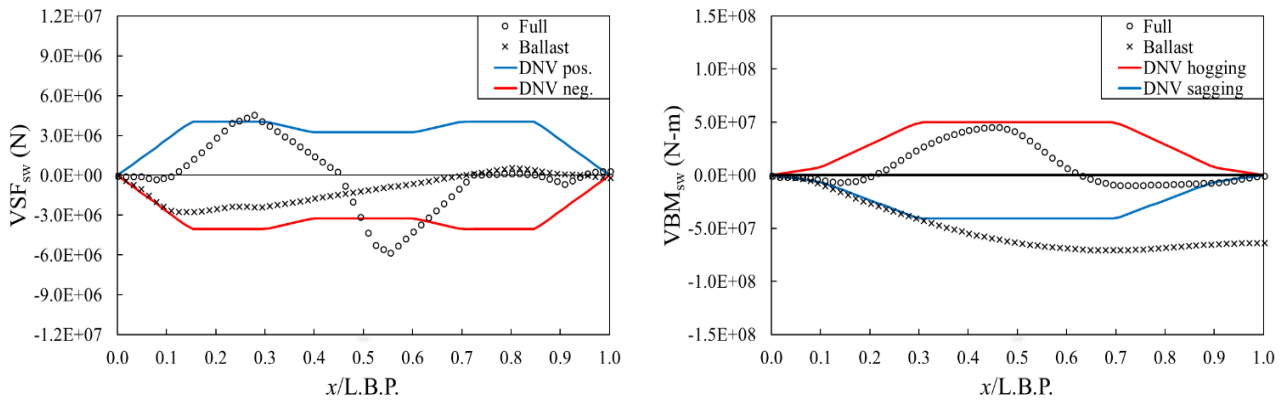 1.2E+07
9.0E+06
6.0E+06
3.0E+06
0.0E+00
-3.0E+06
-6.0E+06
-9.0E+06
-1.2E+07
VSFsw (N)
Full
Ballast
DNV pos.
DNV neg.
0.0 0.1 0.2 0.3 0.4 0.5 0.6 0.7 0.8 0.9 1.0
x/L.B.P.
1.5E+08
1.0E+08
5.0E+07
0.0E+00
-5.0E+07
-1.0E+08
-1.5E+08
VBMsw (N-m)
Full
Ballast
DNV hogging
DNV sagging
0.0 0.1 0.2 0.3 0.4 0.5 0.6 0.7 0.8 0.9 1.0
x/L.B.P.